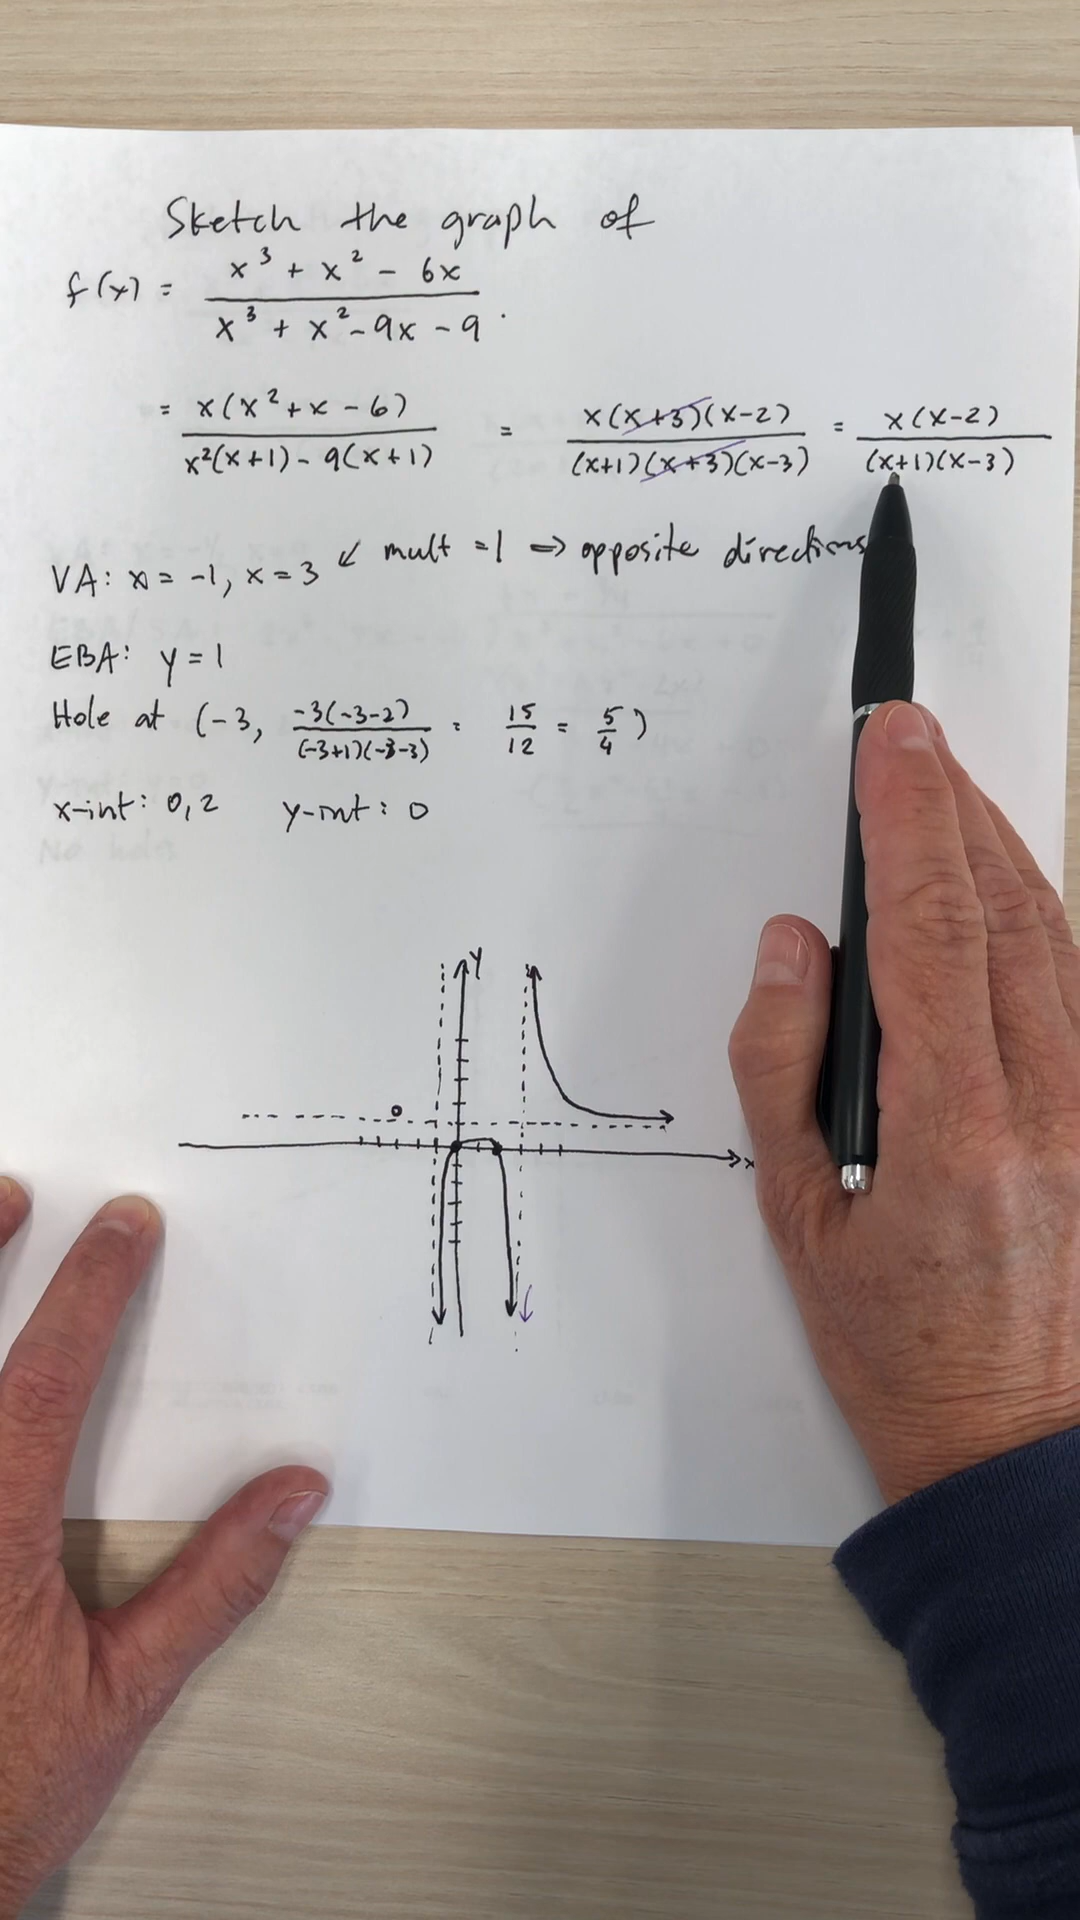 Sketch the graph of
f(x) = (x³ + x² - 6x)/(x³ + x² - 9x - 9).
= x(x² + x - 6)/(x²(x+1) - 9(x+1)) = x(x+3)(x-2)/((x+1)(x+3)(x-3)) = x(x-2)/((x+1)(x-3))
VA: x = -1, x = 3 ↙ mult = 1 ⇒ opposite directions
EBA: y = 1
Hole at (-3, -3(-3-2)/((-3+1)(-3-3)) = 15/12 = 5/4)
x-int: 0, 2 y-int: 0
y
x